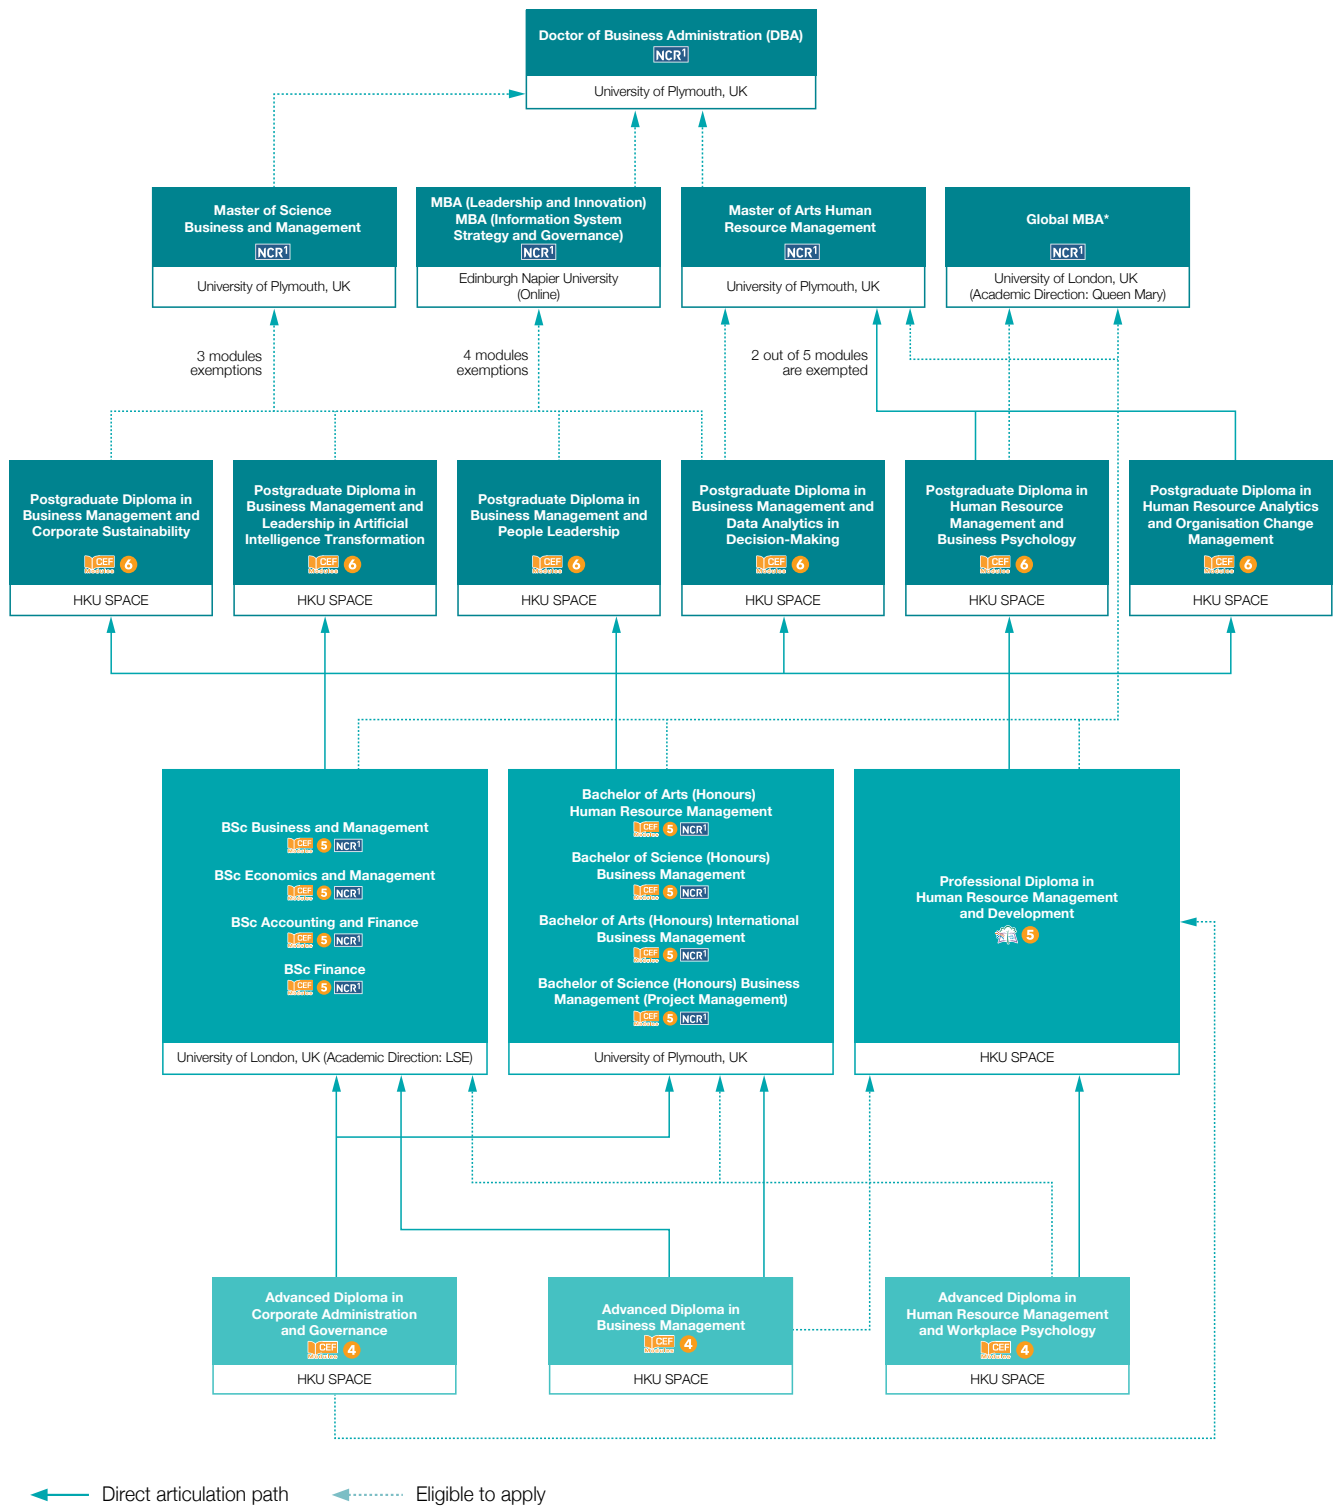 Doctor of Business Administration (DBA)
NCR1
University of Plymouth, UK
Master of Science
Business and Management
NCR1
University of Plymouth, UK
MBA (Leadership and Innovation)
MBA (Information System
Strategy and Governance)
NCR1
Edinburgh Napier University
(Online)
Master of Arts Human
Resource Management
NCR1
University of Plymouth, UK
Global MBA*
NCR1
University of London, UK
(Academic Direction: Queen Mary)
3 modules
exemptions
4 modules
exemptions
2 out of 5 modules
are exempted
Postgraduate Diploma in
Business Management and
Corporate Sustainability
CEF 6
HKU SPACE
Postgraduate Diploma in
Business Management and
Leadership in Artificial
Intelligence Transformation
CEF 6
HKU SPACE
Postgraduate Diploma in
Business Management and
People Leadership
CEF 6
HKU SPACE
Postgraduate Diploma in
Business Management and
Data Analytics in
Decision-Making
CEF 6
HKU SPACE
Postgraduate Diploma in
Human Resource
Management and
Business Psychology
CEF 6
HKU SPACE
Postgraduate Diploma in
Human Resource Analytics
and Organisation Change
Management
CEF 6
HKU SPACE
BSc Business and Management
CEF 5 NCR1
BSc Economics and Management
CEF 5 NCR1
BSc Accounting and Finance
CEF 5 NCR1
BSc Finance
CEF 5 NCR1
University of London, UK (Academic Direction: LSE)
Bachelor of Arts (Honours)
Human Resource Management
CEF 5 NCR1
Bachelor of Science (Honours)
Business Management
CEF 5 NCR1
Bachelor of Arts (Honours) International
Business Management
CEF 5 NCR1
Bachelor of Science (Honours) Business
Management (Project Management)
CEF 5 NCR1
University of Plymouth, UK
Professional Diploma in
Human Resource Management
and Development
5
HKU SPACE
Advanced Diploma in
Corporate Administration
and Governance
CEF 4
HKU SPACE
Advanced Diploma in
Business Management
CEF 4
HKU SPACE
Advanced Diploma in
Human Resource Management
and Workplace Psychology
CEF 4
HKU SPACE
Direct articulation path
Eligible to apply